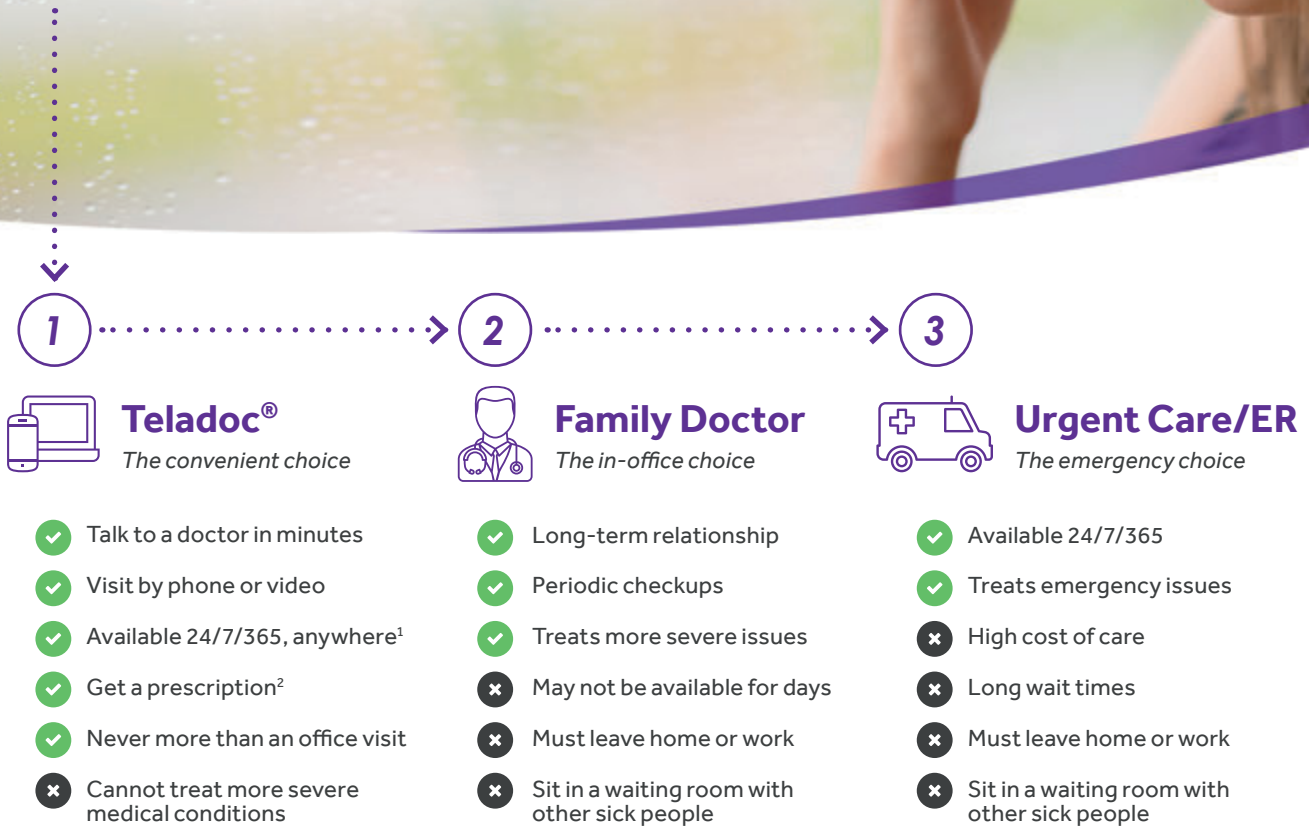 1
2
3
Teladoc®
The convenient choice
Talk to a doctor in minutes
Visit by phone or video
Available 24/7/365, anywhere¹
Get a prescription²
Never more than an office visit
Cannot treat more severe
medical conditions
Family Doctor
The in-office choice
Long-term relationship
Periodic checkups
Treats more severe issues
May not be available for days
Must leave home or work
Sit in a waiting room with
other sick people
Urgent Care/ER
The emergency choice
Available 24/7/365
Treats emergency issues
High cost of care
Long wait times
Must leave home or work
Sit in a waiting room with
other sick people